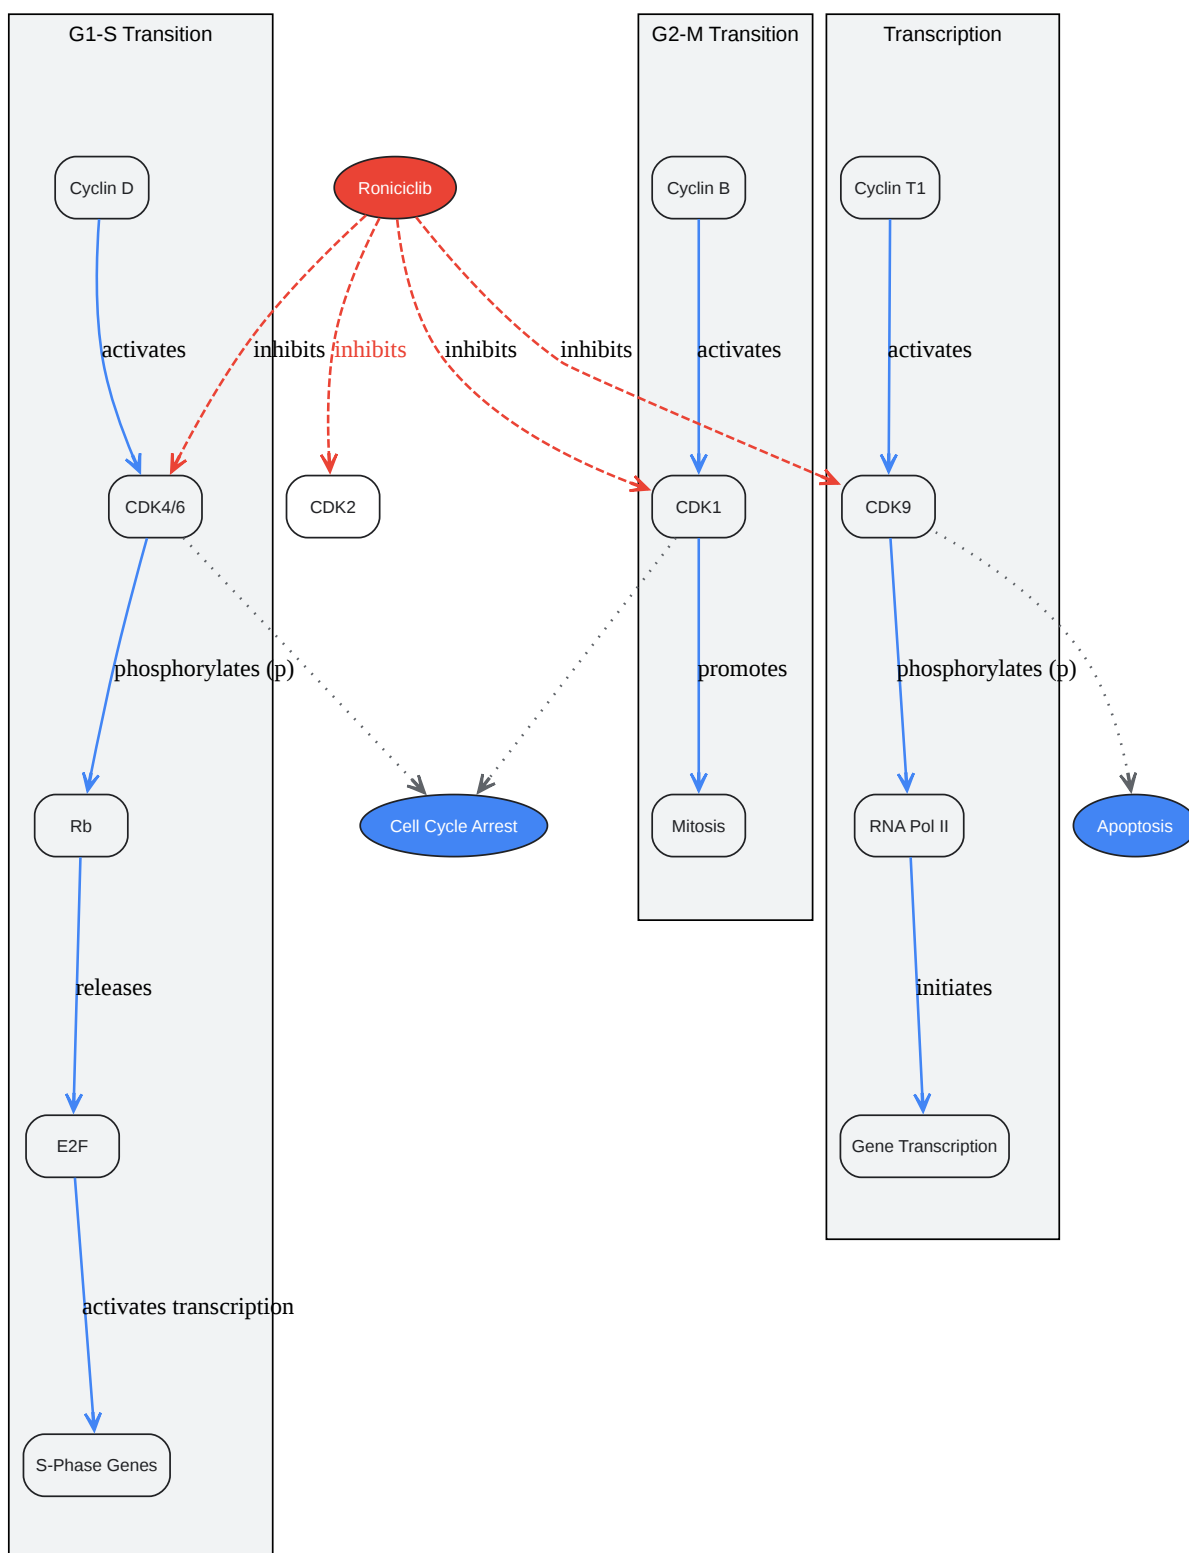 G1-S Transition
G2-M Transition
Transcription
Cyclin D
Roniciclib
Cyclin B
Cyclin T1
activates
inhibits
inhibits
inhibits
inhibits
activates
activates
CDK4/6
CDK2
CDK1
CDK9
phosphorylates (p)
promotes
phosphorylates (p)
Rb
Cell Cycle Arrest
Mitosis
RNA Pol II
Apoptosis
releases
initiates
E2F
Gene Transcription
activates transcription
S-Phase Genes